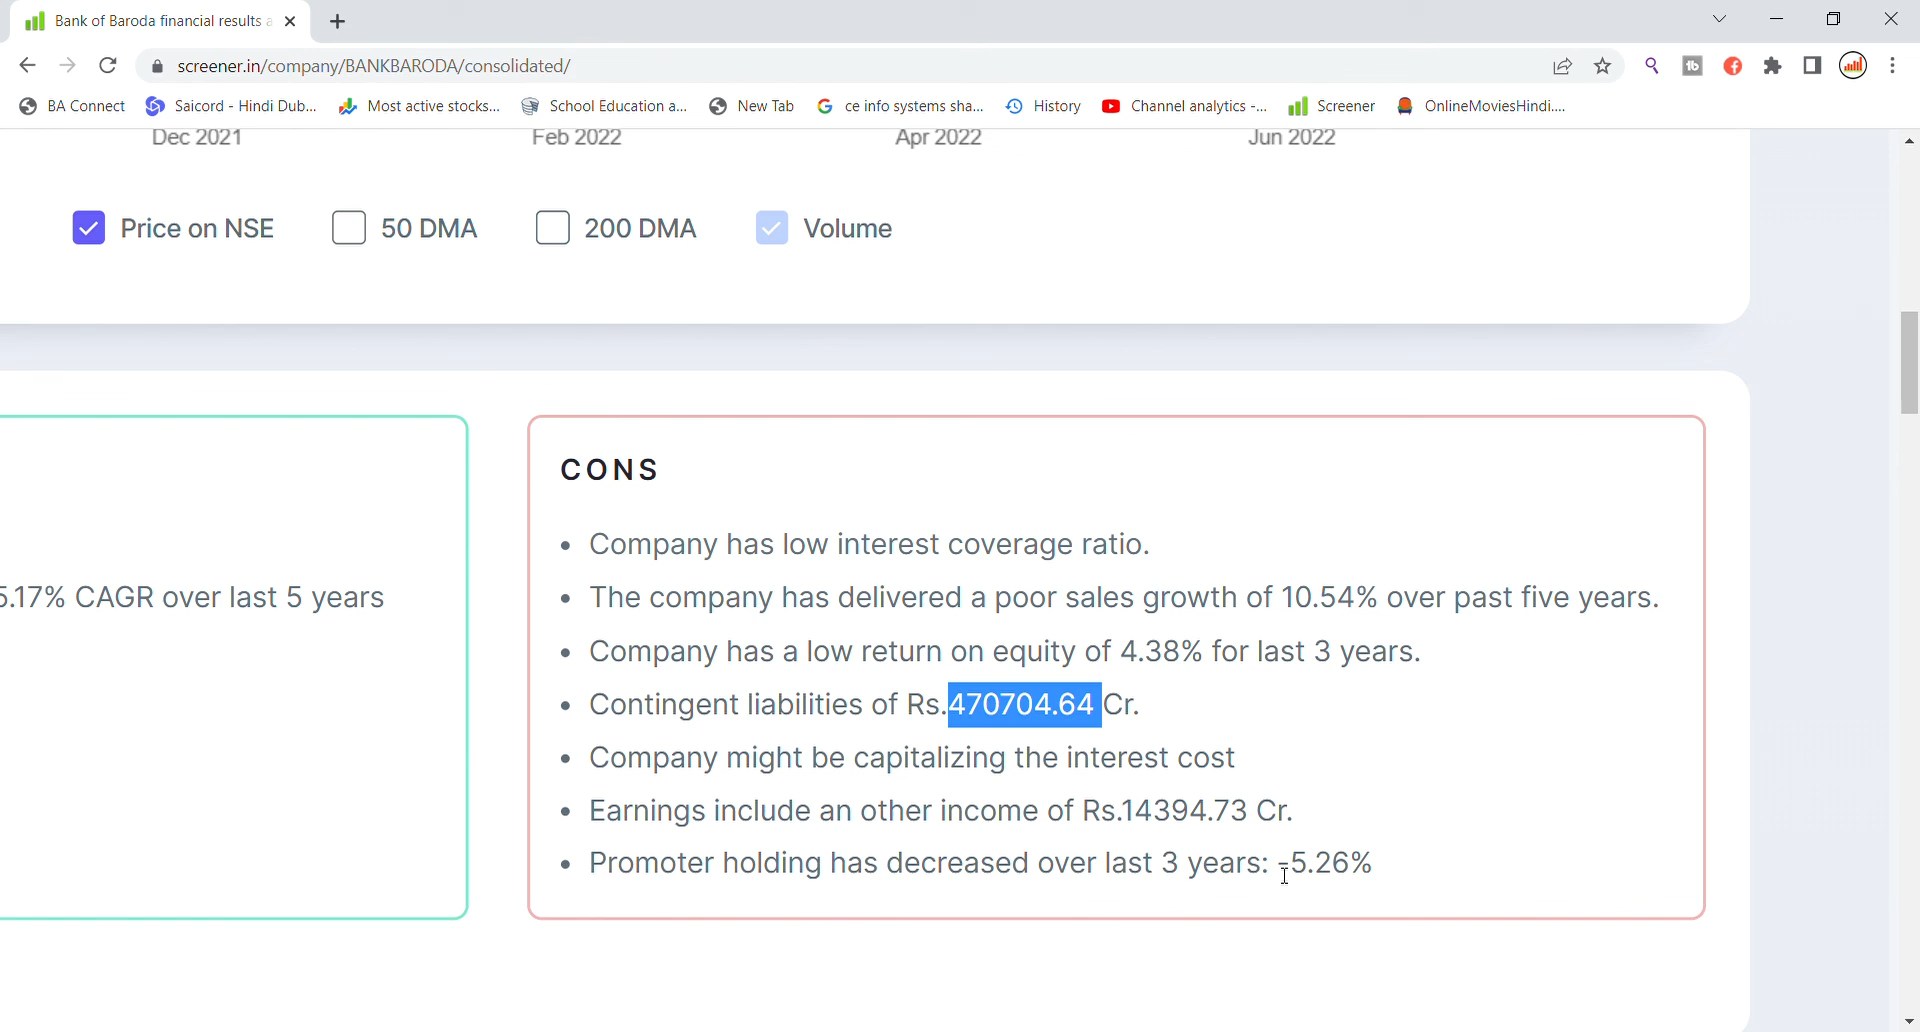 Bank of Baroda financial results a
screener.in/company/BANKBARODA/consolidated/
BA Connect
Saicord - Hindi Dub...
Most active stocks...
School Education a...
New Tab
ce info systems sha...
History
Channel analytics -...
Screener
OnlineMoviesHindi....
Dec 2021
Feb 2022
Apr 2022
Jun 2022
Price on NSE
50 DMA
200 DMA
Volume
CONS
• Company has low interest coverage ratio.
5.17% CAGR over last 5 years
• The company has delivered a poor sales growth of 10.54% over past five years.
• Company has a low return on equity of 4.38% for last 3 years.
• Contingent liabilities of Rs.470704.64 Cr.
• Company might be capitalizing the interest cost
• Earnings include an other income of Rs.14394.73 Cr.
• Promoter holding has decreased over last 3 years: -5.26%